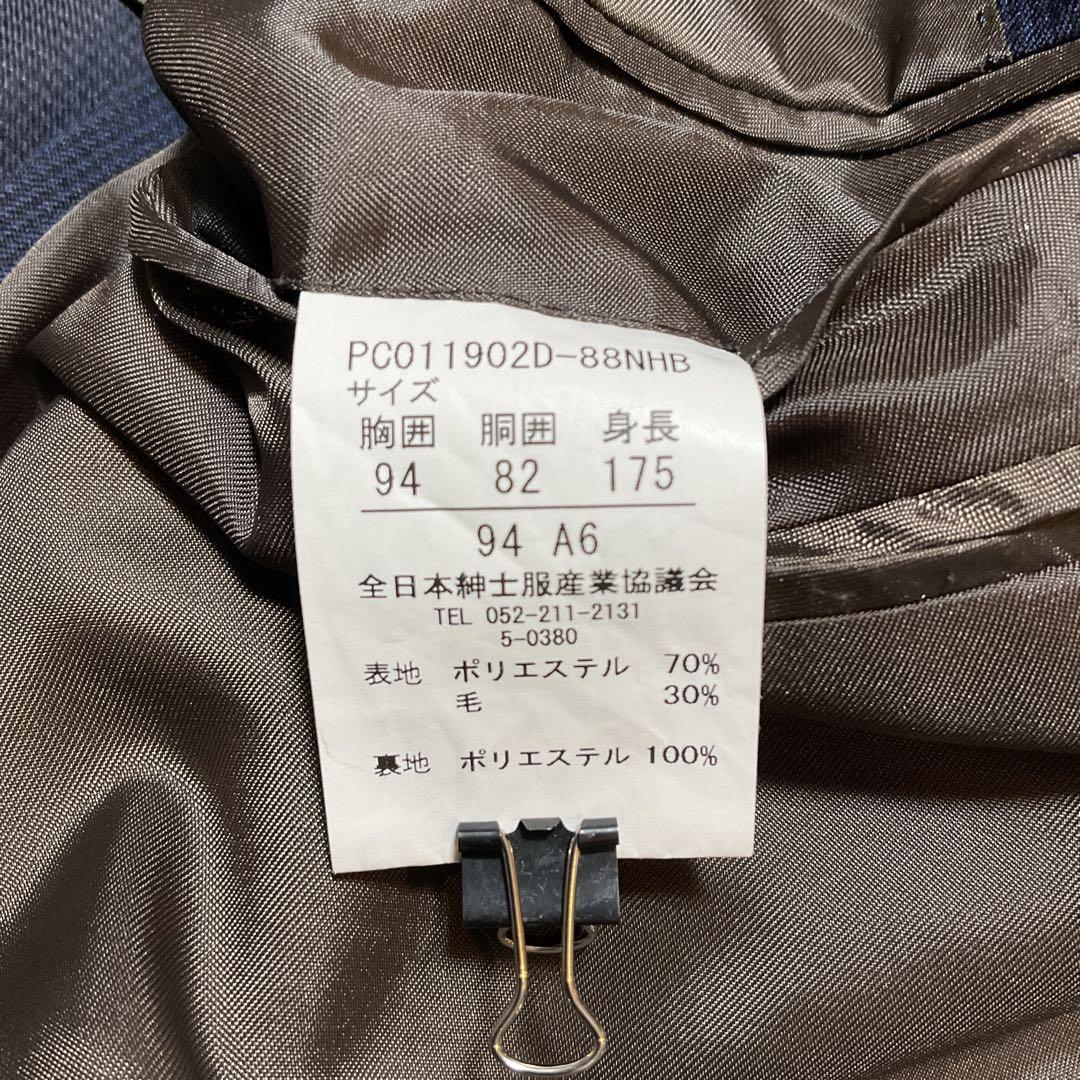 PC011902D-88NHB
サイズ
胸囲 胴囲 身長
94 82 175
94 A6
全日本紳士服産業協議会
TEL 052-211-2131
5-0380
表地 ポリエステル 70%
毛 30%
裏地 ポリエステル 100%